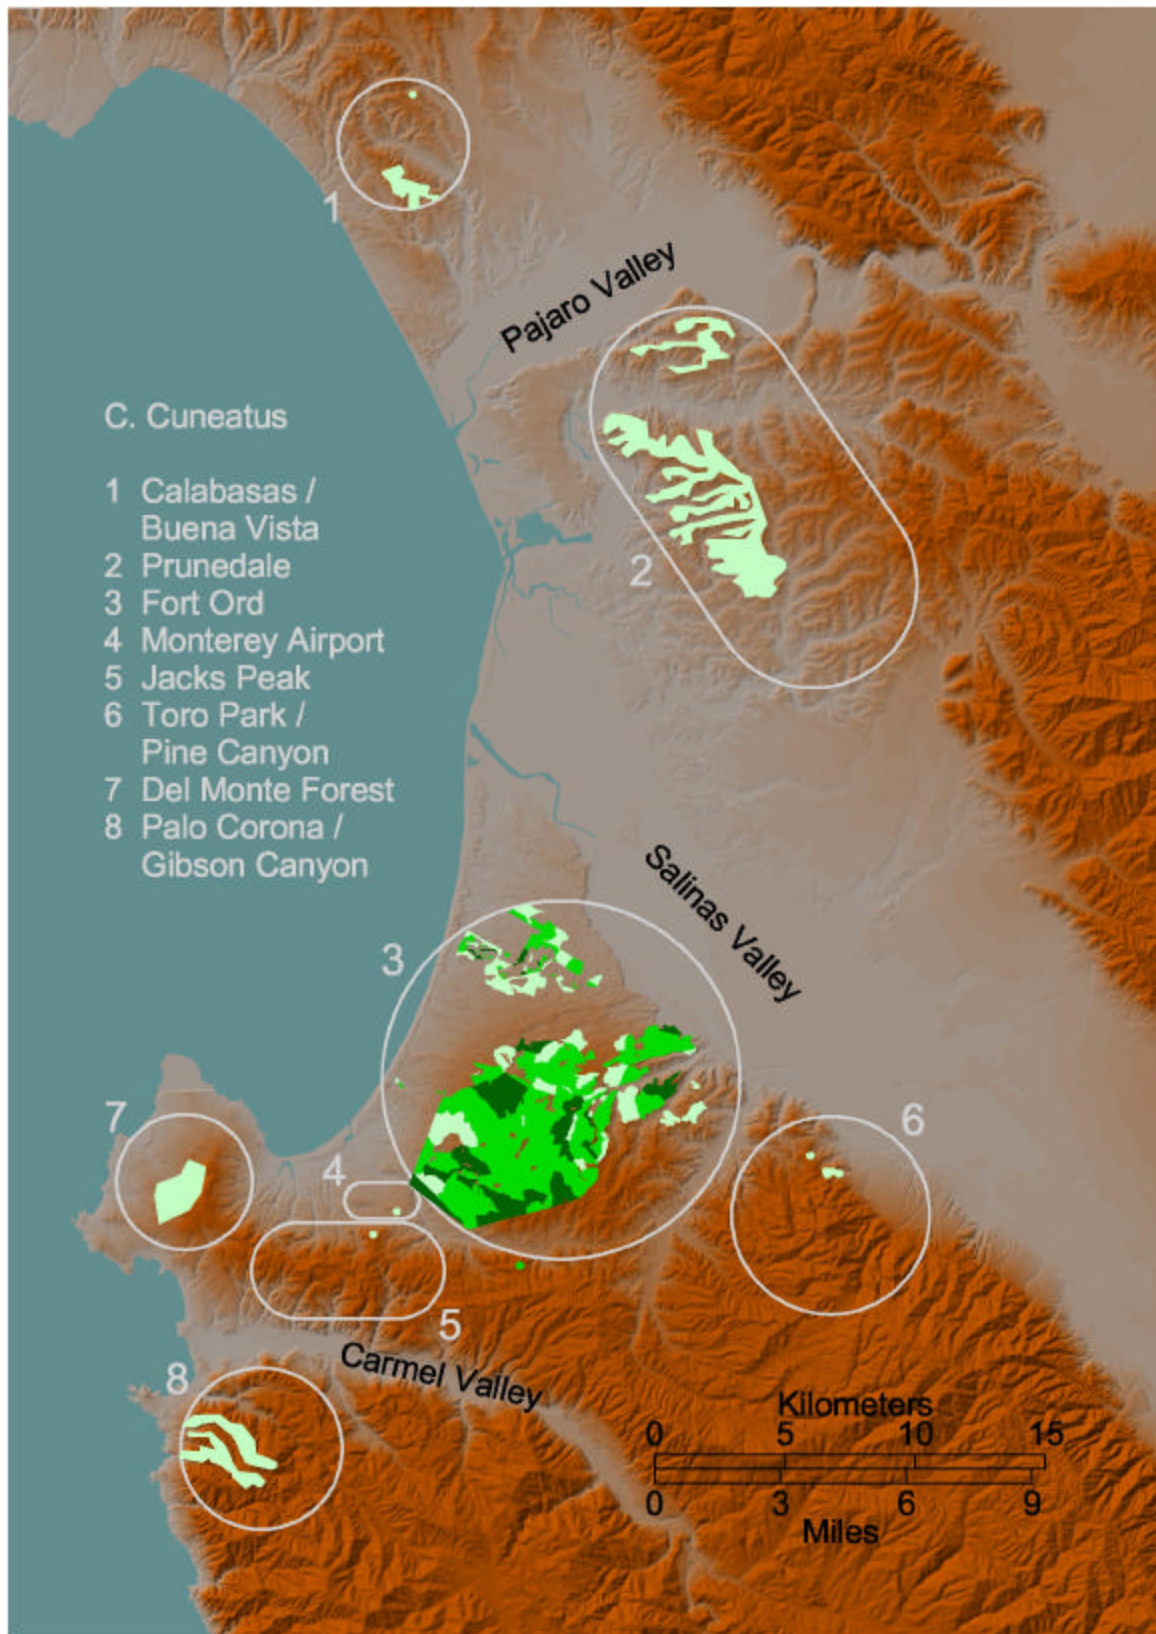 1
Pajaro Valley
C. Cuneatus
1 Calabasas /
Buena Vista
2 Prunedale
3 Fort Ord
4 Monterey Airport
5 Jacks Peak
6 Toro Park /
Pine Canyon
7 Del Monte Forest
8 Palo Corona /
Gibson Canyon
2
Salinas Valley
3
7
6
4
5
Carmel Valley
8
Kilometers
0 5 10 15
0 3 6 9
Miles